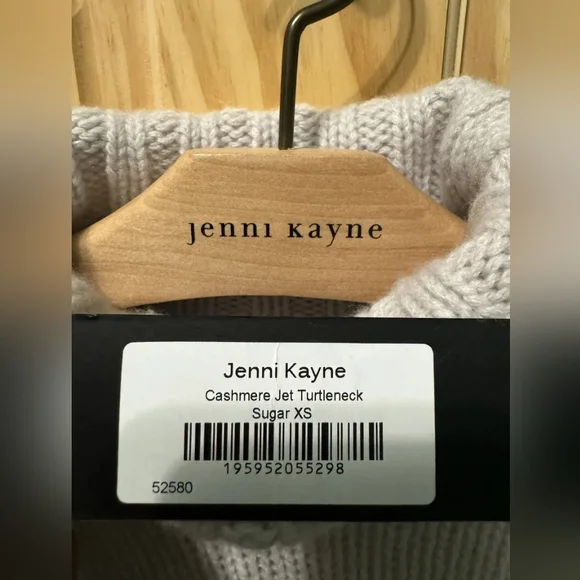 jenni kayne
Jenni Kayne
Cashmere Jet Turtleneck
Sugar XS
195952055298
52580